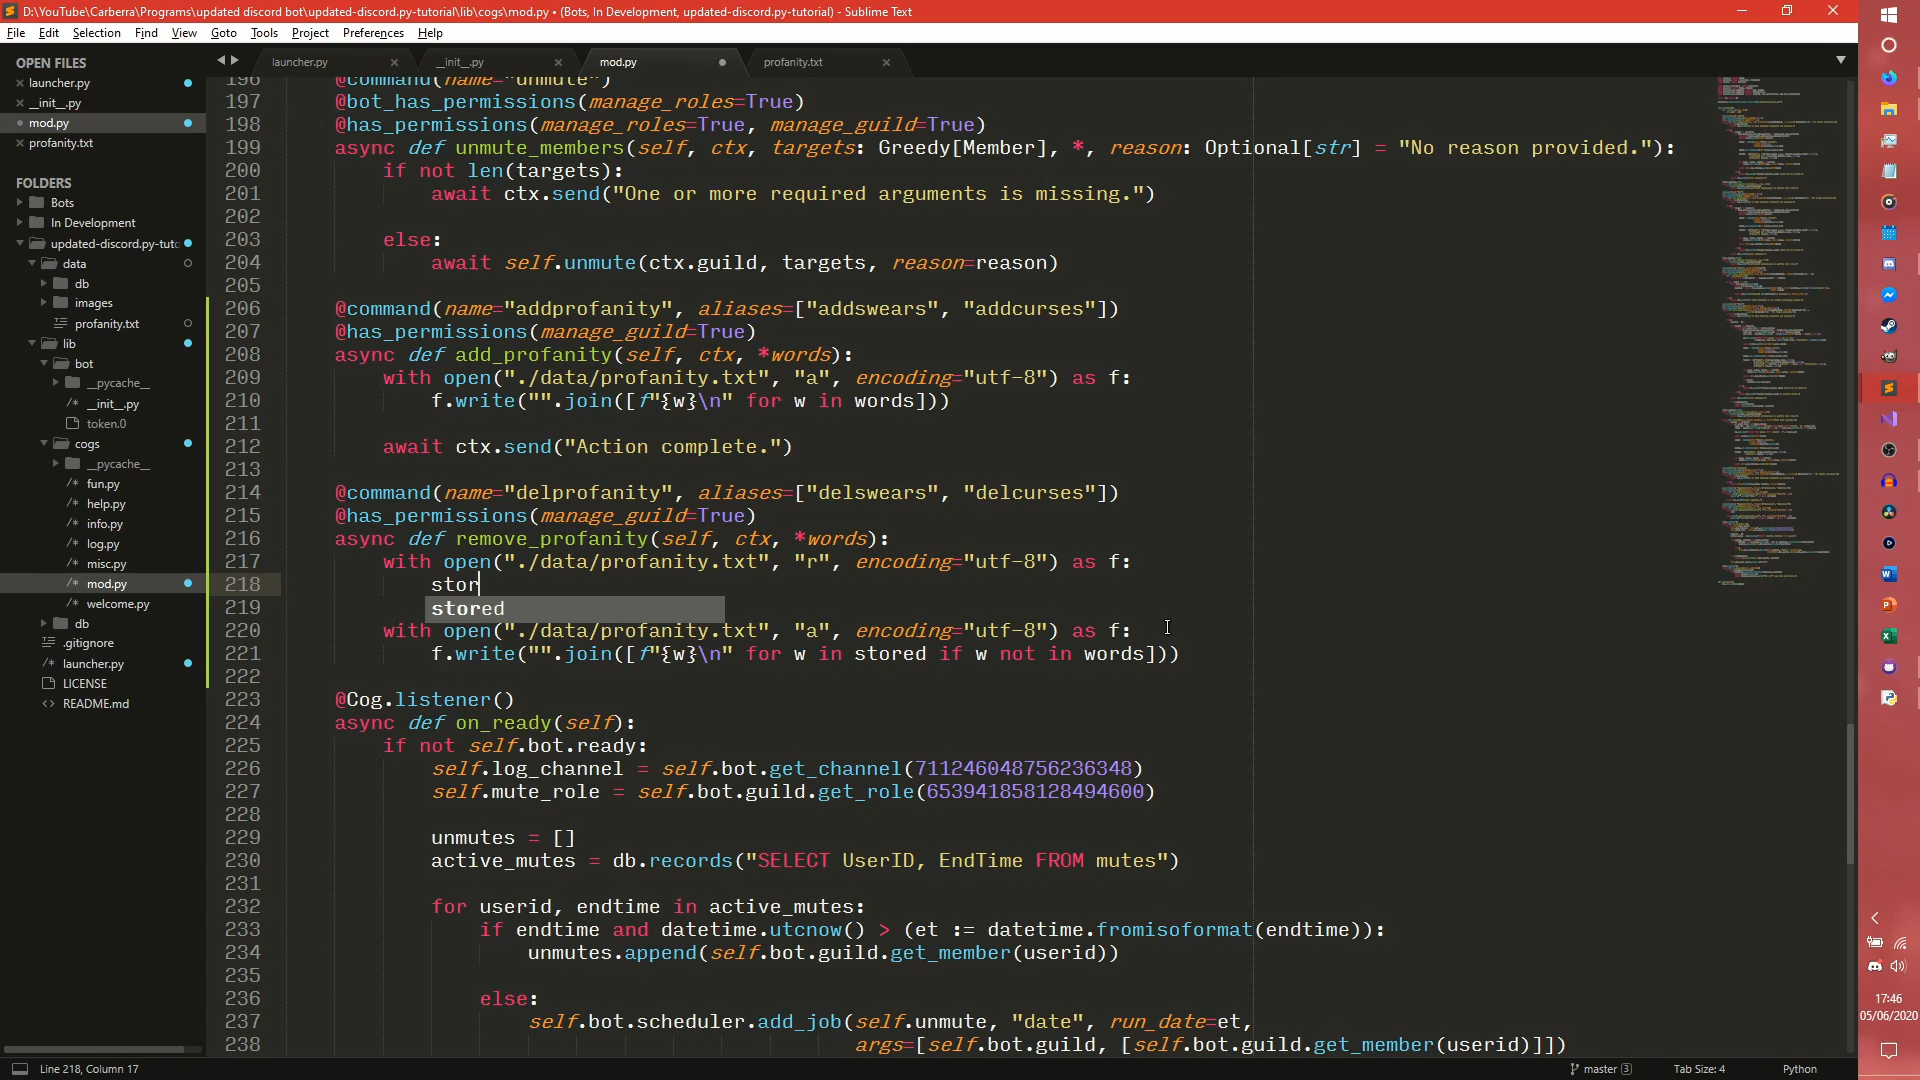 D:\YouTube\Carberra\Programs\updated discord bot\updated-discord.py-tutorial\lib\cogs\mod.py • (Bots, In Development, updated-discord.py-tutorial) - Sublime Text
File Edit Selection Find View Goto Tools Project Preferences Help
OPEN FILES
launcher.py
__init__.py
mod.py
profanity.txt
FOLDERS
Bots
In Development
updated-discord.py-tuto
data
db
images
profanity.txt
lib
bot
__pycache__
__init__.py
token.0
cogs
__pycache__
fun.py
help.py
info.py
log.py
misc.py
mod.py
welcome.py
db
.gitignore
launcher.py
LICENSE
README.md
launcher.py __init__.py mod.py profanity.txt
196 @command(name="unmute")
197 @bot_has_permissions(manage_roles=True)
198 @has_permissions(manage_roles=True, manage_guild=True)
199 async def unmute_members(self, ctx, targets: Greedy[Member], *, reason: Optional[str] = "No reason provided."):
200 if not len(targets):
201 await ctx.send("One or more required arguments is missing.")
202
203 else:
204 await self.unmute(ctx.guild, targets, reason=reason)
205
206 @command(name="addprofanity", aliases=["addswears", "addcurses"])
207 @has_permissions(manage_guild=True)
208 async def add_profanity(self, ctx, *words):
209 with open("./data/profanity.txt", "a", encoding="utf-8") as f:
210 f.write("".join([f"{w}\n" for w in words]))
211
212 await ctx.send("Action complete.")
213
214 @command(name="delprofanity", aliases=["delswears", "delcurses"])
215 @has_permissions(manage_guild=True)
216 async def remove_profanity(self, ctx, *words):
217 with open("./data/profanity.txt", "r", encoding="utf-8") as f:
218 stor
219 stored
220 with open("./data/profanity.txt", "a", encoding="utf-8") as f:
221 f.write("".join([f"{w}\n" for w in stored if w not in words]))
222
223 @Cog.listener()
224 async def on_ready(self):
225 if not self.bot.ready:
226 self.log_channel = self.bot.get_channel(711246048756236348)
227 self.mute_role = self.bot.guild.get_role(653941858128494600)
228
229 unmutes = []
230 active_mutes = db.records("SELECT UserID, EndTime FROM mutes")
231
232 for userid, endtime in active_mutes:
233 if endtime and datetime.utcnow() > (et := datetime.fromisoformat(endtime)):
234 unmutes.append(self.bot.guild.get_member(userid))
235
236 else:
237 self.bot.scheduler.add_job(self.unmute, "date", run_date=et,
238 args=[self.bot.guild, [self.bot.guild.get_member(userid)]])
Line 218, Column 17
master 3
Tab Size: 4
Python
17:46
05/06/2020